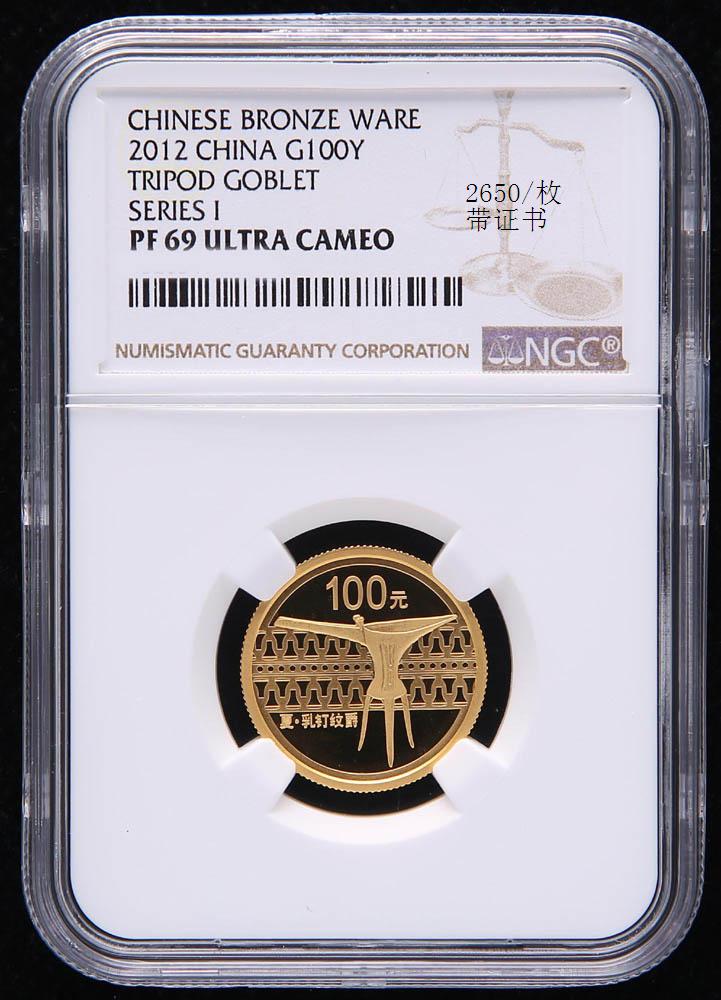 CHINESE BRONZE WARE
2012 CHINA G100Y
TRIPOD GOBLET
SERIES I
PF 69 ULTRA CAMEO
2650/枚
带证书
NUMISMATIC GUARANTY CORPORATION
NGC®
100元
夏·乳钉纹爵